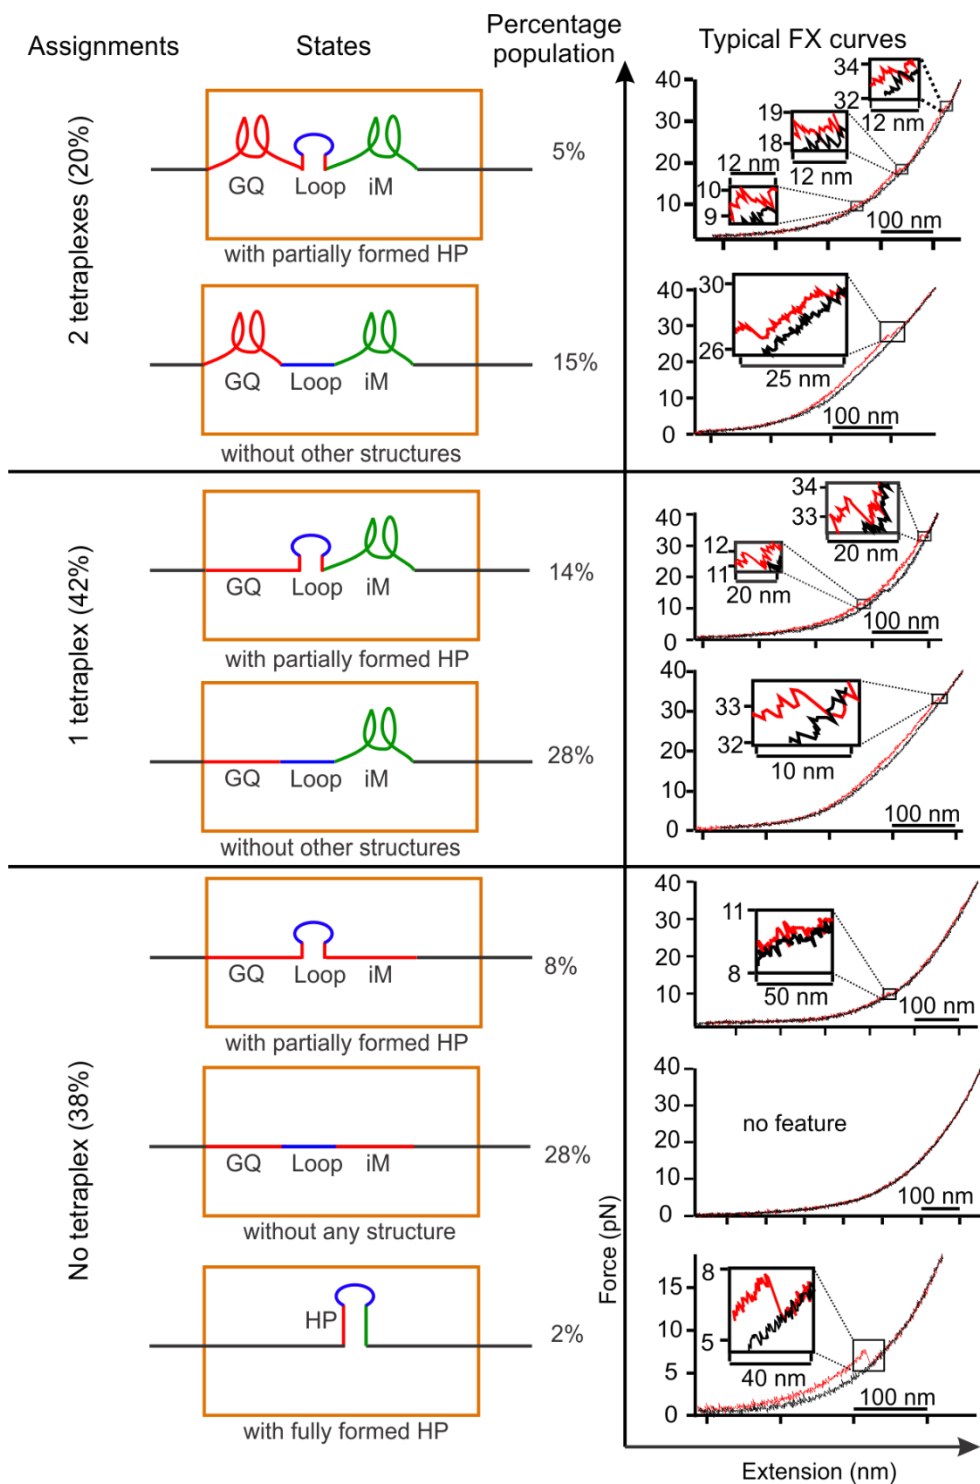 Assignments
States
Percentage
population
Typical FX curves
2 tetraplexes (20%)
GQ Loop iM
with partially formed HP
5%
40
30
20
10
34
32
12 nm
19
18
12 nm
12 nm
10
9
100 nm
GQ Loop iM
without other structures
15%
40
30
20
10
0
30
26
25 nm
100 nm
1 tetraplex (42%)
GQ Loop iM
with partially formed HP
14%
40
30
20
10
0
34
33
20 nm
12
11
20 nm
100 nm
GQ Loop iM
without other structures
28%
40
30
20
10
0
33
32
10 nm
100 nm
No tetraplex (38%)
GQ Loop iM
with partially formed HP
8%
40
30
20
10
11
8
50 nm
100 nm
GQ Loop iM
without any structure
28%
40
30
20
10
0
no feature
100 nm
HP
with fully formed HP
2%
15
10
5
0
8
5
40 nm
100 nm
Force (pN)
Extension (nm)